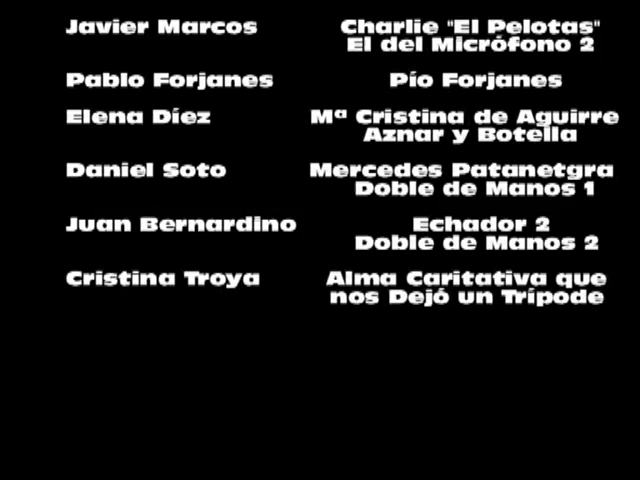 Javier Marcos Charlie "El Pelotas"
El del Micrófono 2
Pablo Forjanes Pío Forjanes
Elena Díez Mª Cristina de Aguirre
Aznar y Botella
Daniel Soto Mercedes Patanetgra
Doble de Manos 1
Juan Bernardino Echador 2
Doble de Manos 2
Cristina Troya Alma Caritativa que
nos Dejó un Trípode